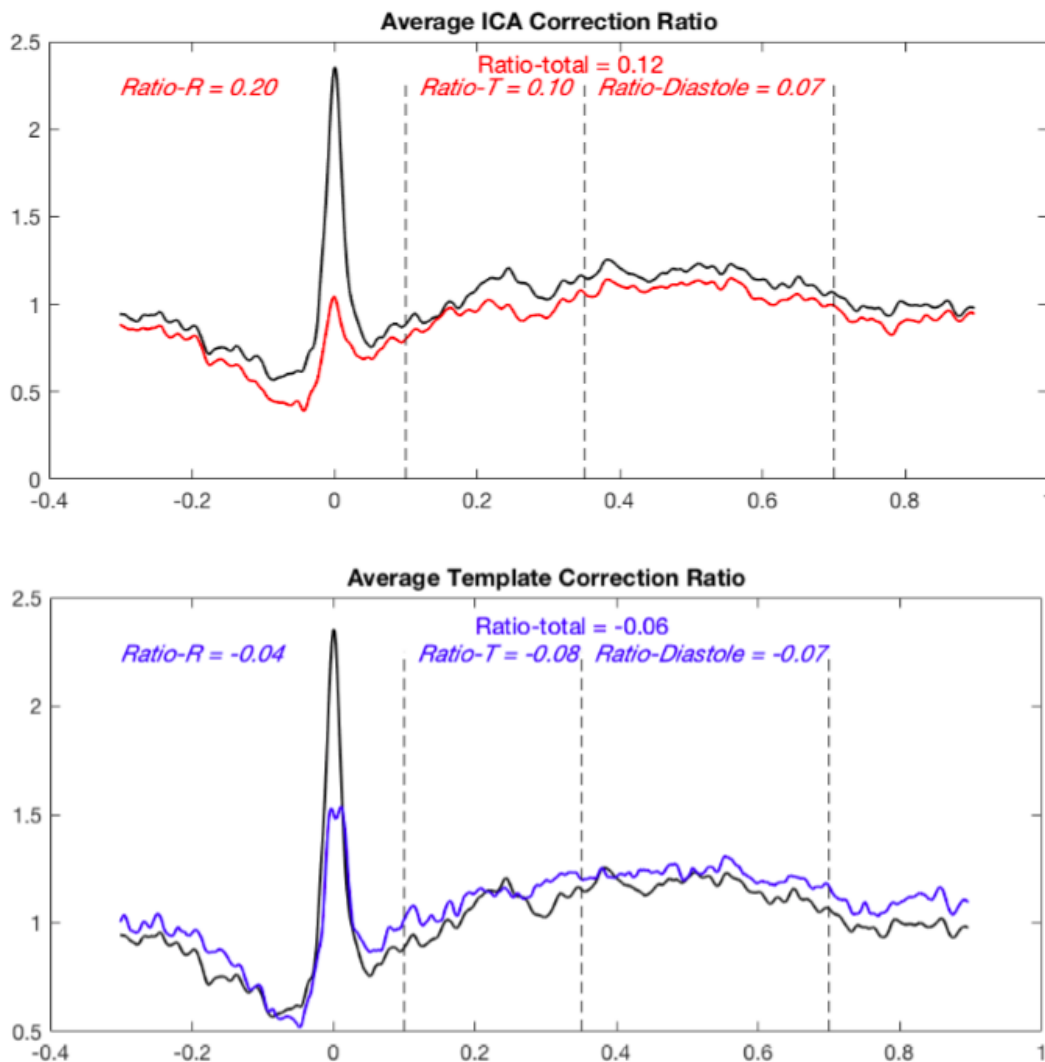 Average ICA Correction Ratio
2.5
Ratio-total = 0.12
Ratio-R = 0.20 Ratio-T = 0.10 Ratio-Diastole = 0.07
2
1.5
1
0.5
0
-0.4 -0.2 0 0.2 0.4 0.6 0.8 1
Average Template Correction Ratio
2.5
Ratio-total = -0.06
Ratio-R = -0.04 Ratio-T = -0.08 Ratio-Diastole = -0.07
2
1.5
1
0.5
-0.4 -0.2 0 0.2 0.4 0.6 0.8 1